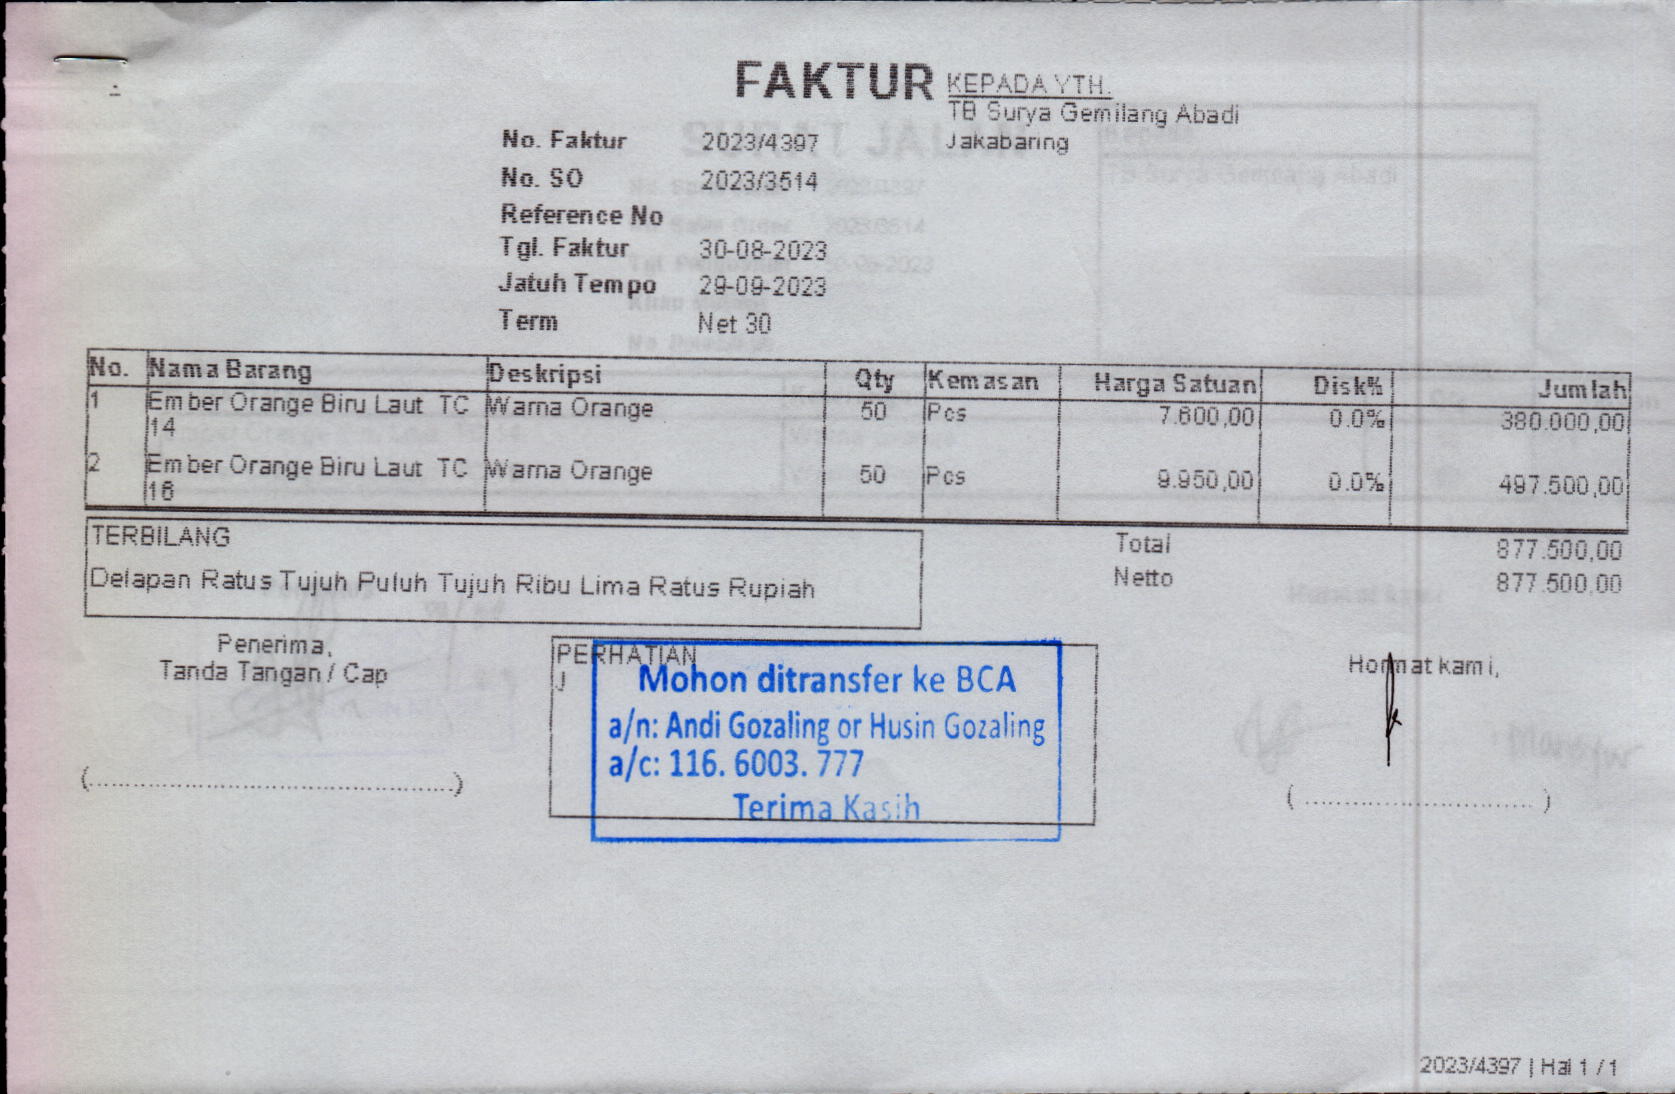 FAKTUR
KEPADA YTH.
TB Surya Gemilang Abadi
Jakabaring
No. Faktur 2023/4397
No. SO 2023/3514
Reference No
Tgl. Faktur 30-08-2023
Jatuh Tempo 29-09-2023
Term Net 30
No. Nama Barang Deskripsi Qty Kemasan Harga Satuan Disk% Jumlah
1 Ember Orange Biru Laut TC Warna Orange 50 Pcs 7.600,00 0.0% 380.000,00
14
2 Ember Orange Biru Laut TC Warna Orange 50 Pcs 9.950,00 0.0% 497.500,00
16
TERBILANG
Delapan Ratus Tujuh Puluh Tujuh Ribu Lima Ratus Rupiah
Total 877.500,00
Netto 877.500,00
Penerima,
Tanda Tangan / Cap
PERHATIAN
J
Mohon ditransfer ke BCA
a/n: Andi Gozaling or Husin Gozaling
a/c: 116. 6003. 777
Terima Kasih
Hormat kami,
2023/4397 | Hal 1 / 1